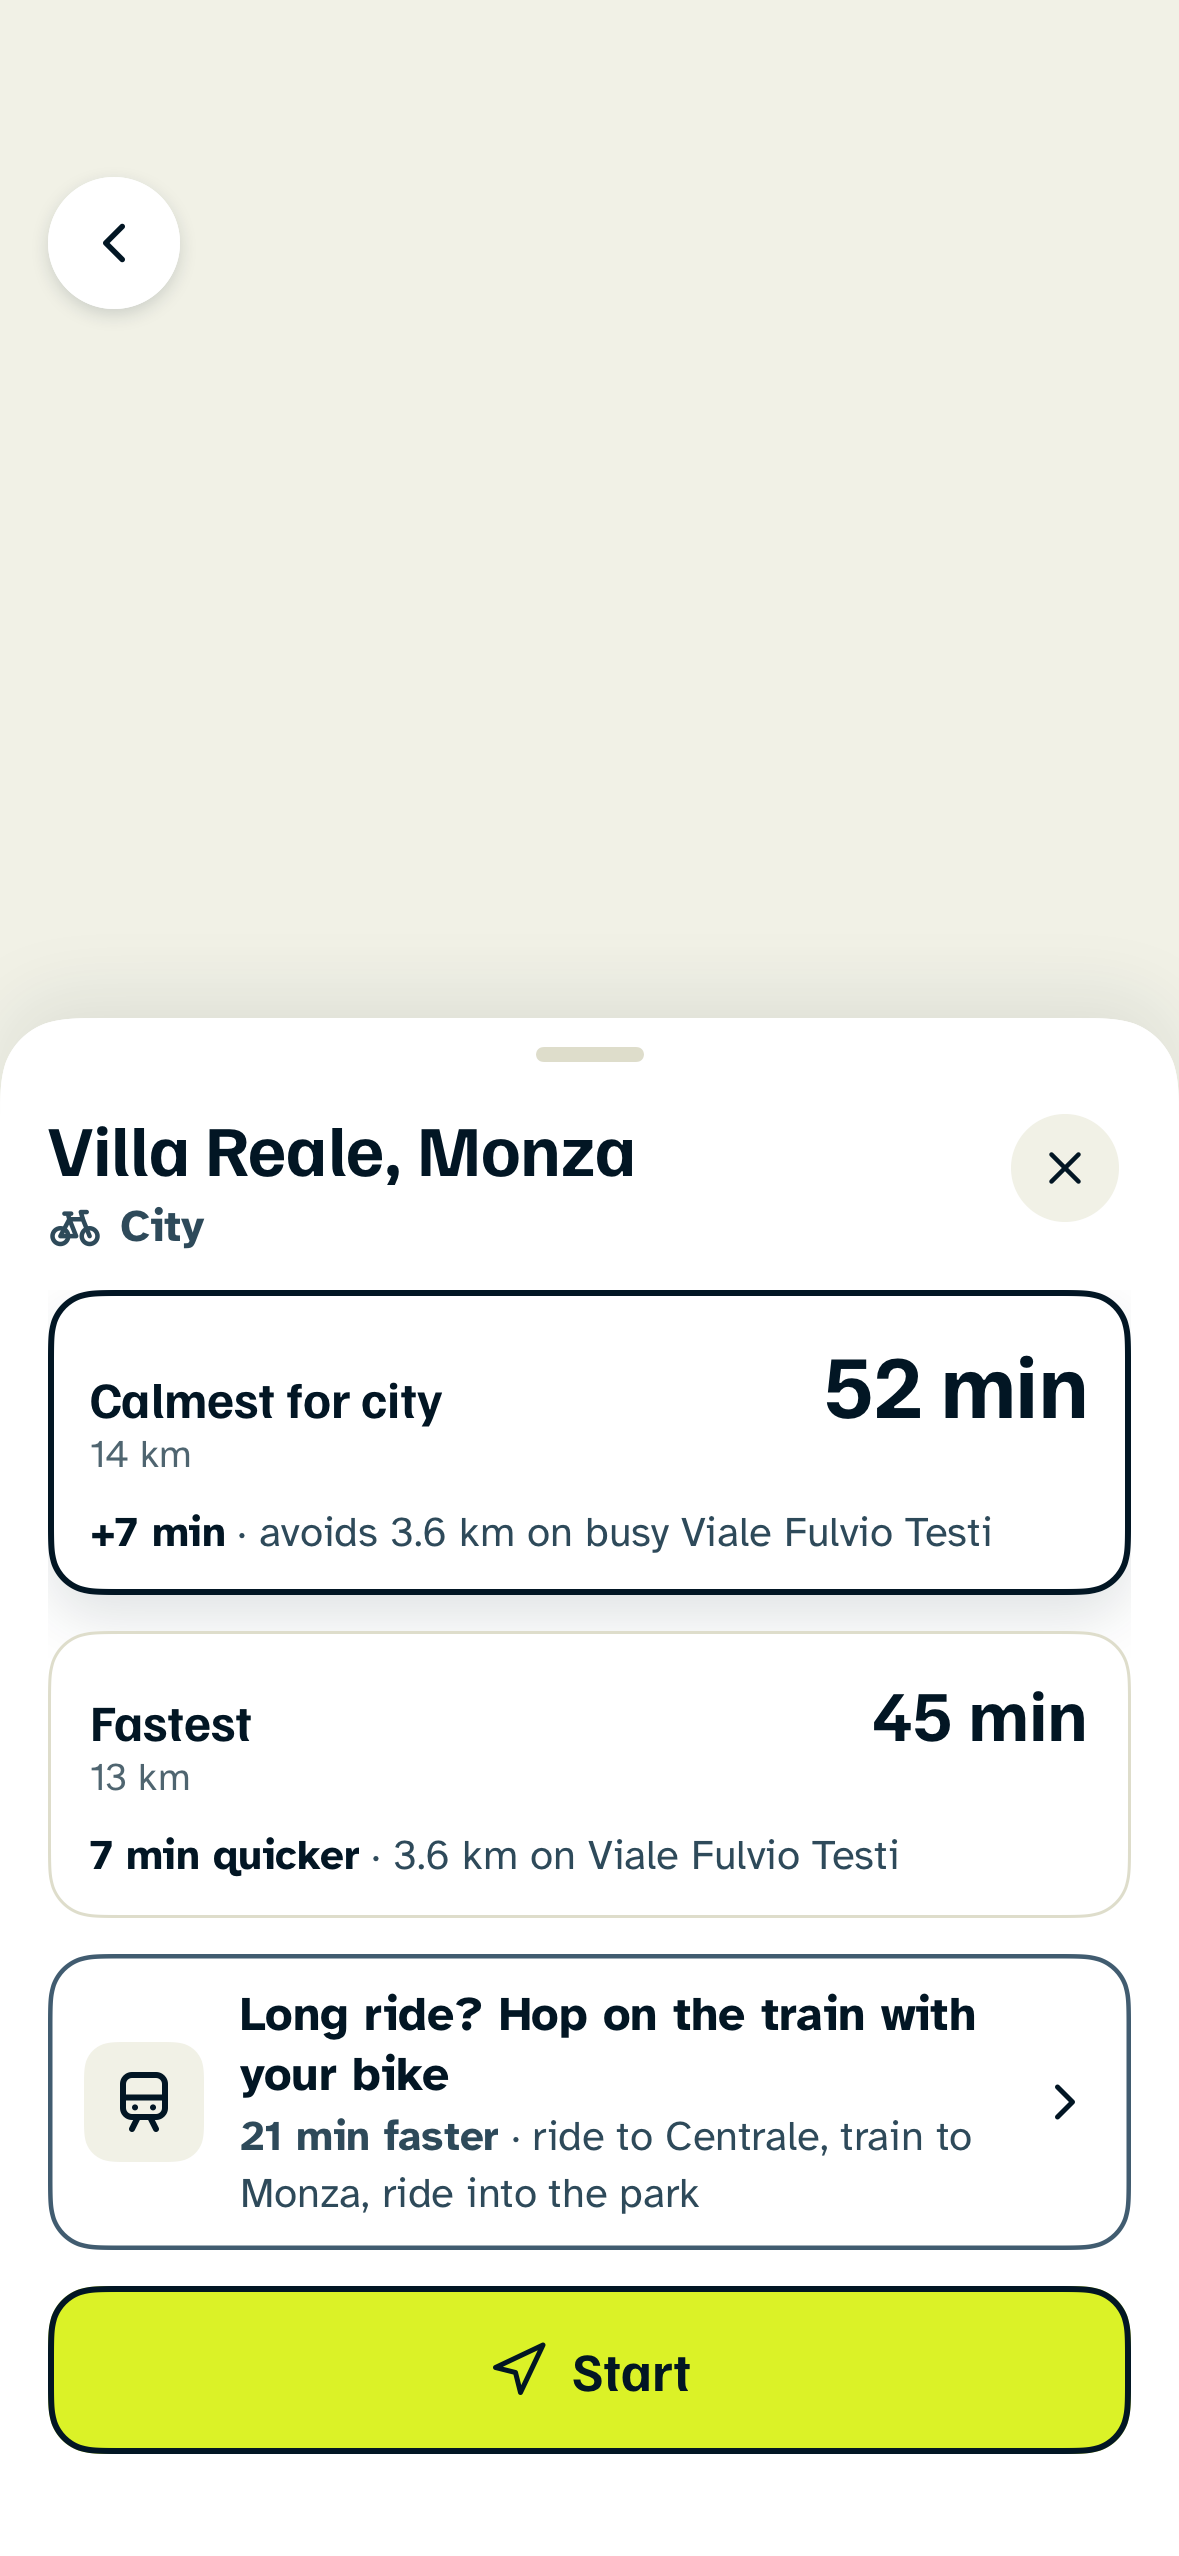 Villa Reale, Monza
City
Calmest for city
52 min
14 km
+7 min · avoids 3.6 km on busy Viale Fulvio Testi
Fastest
45 min
13 km
7 min quicker · 3.6 km on Viale Fulvio Testi
Long ride? Hop on the train with
your bike
21 min faster · ride to Centrale, train to
Monza, ride into the park
Start